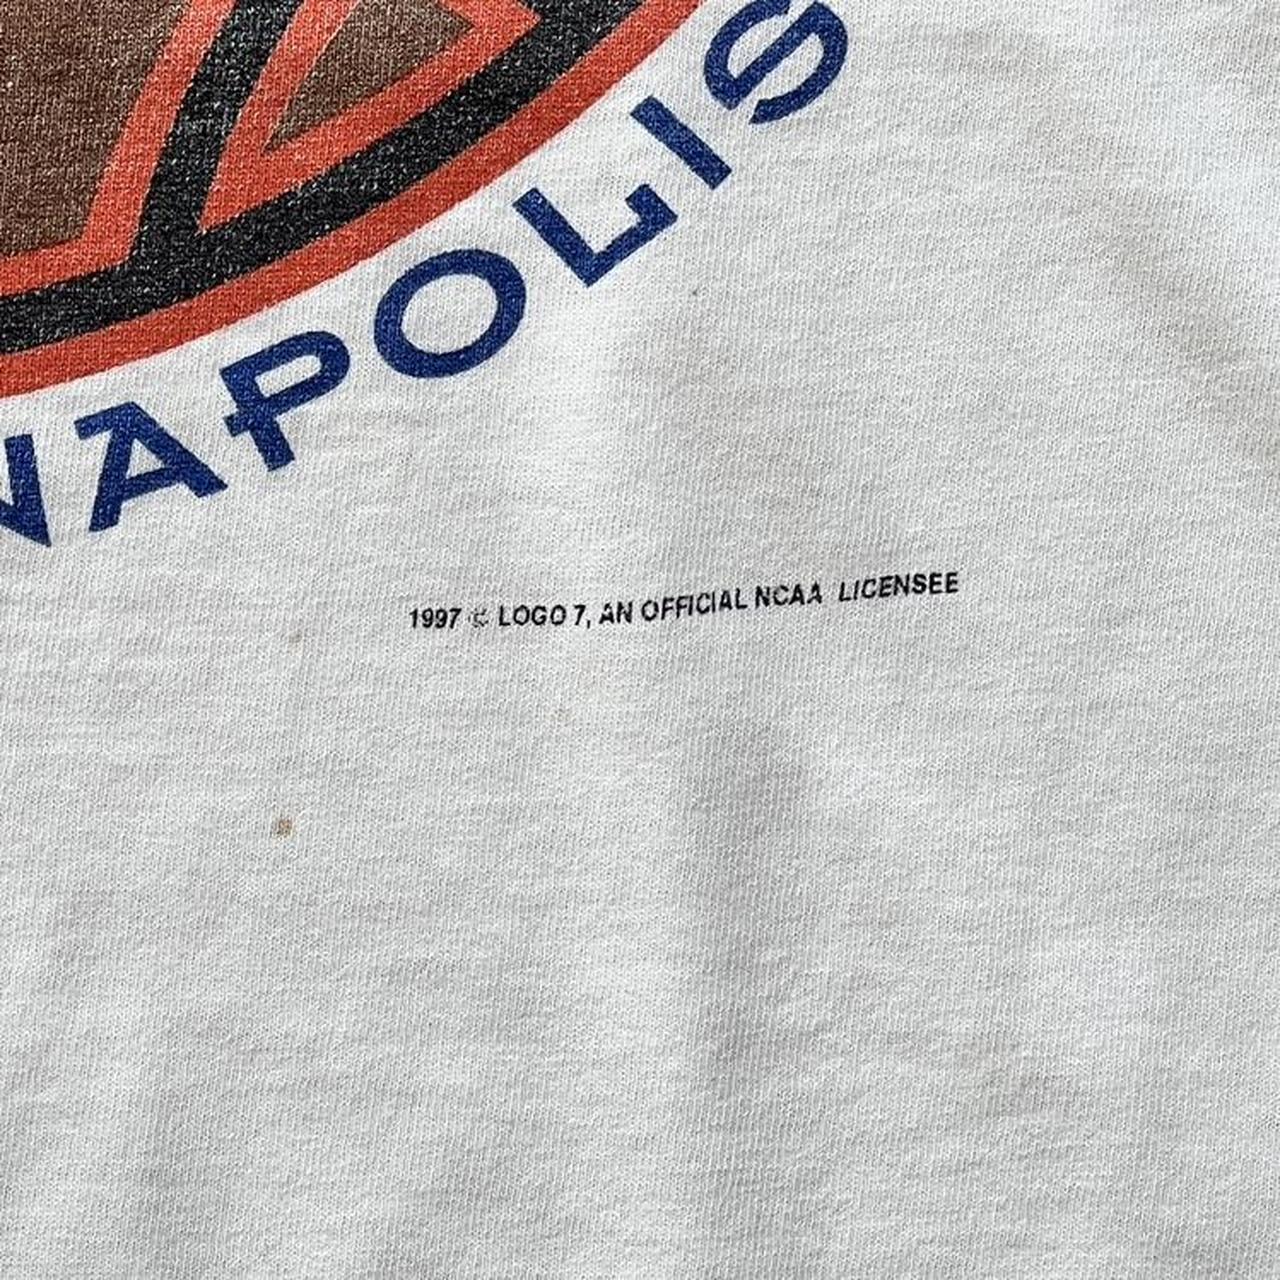 NAPOLIS
1997 © LOGO 7, AN OFFICIAL NCAA LICENSEE